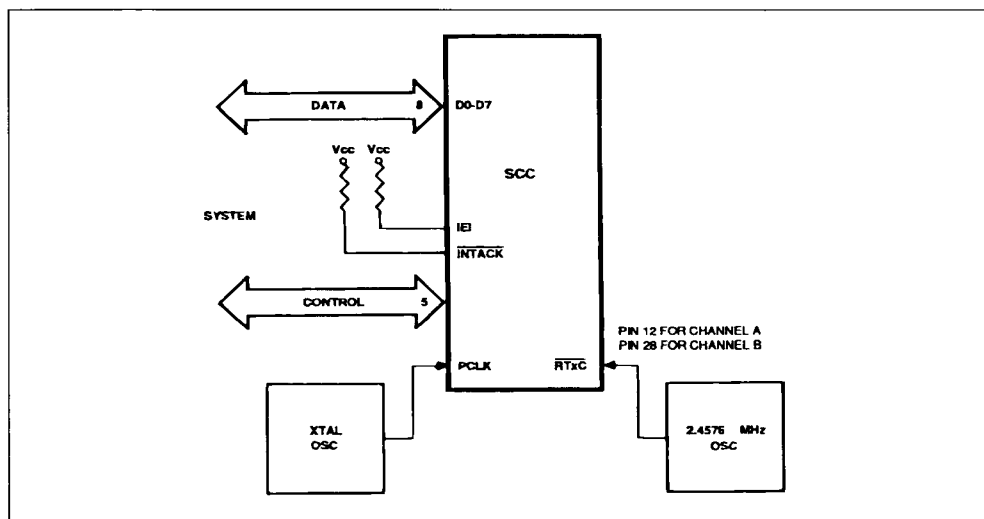 DATA 8
D0-D7
Vcc Vcc
SCC
SYSTEM
IEI
INTACK
CONTROL 5
PIN 12 FOR CHANNEL A
PIN 28 FOR CHANNEL B
PCLK
RTxC
XTAL
OSC
2.4576 MHz
OSC